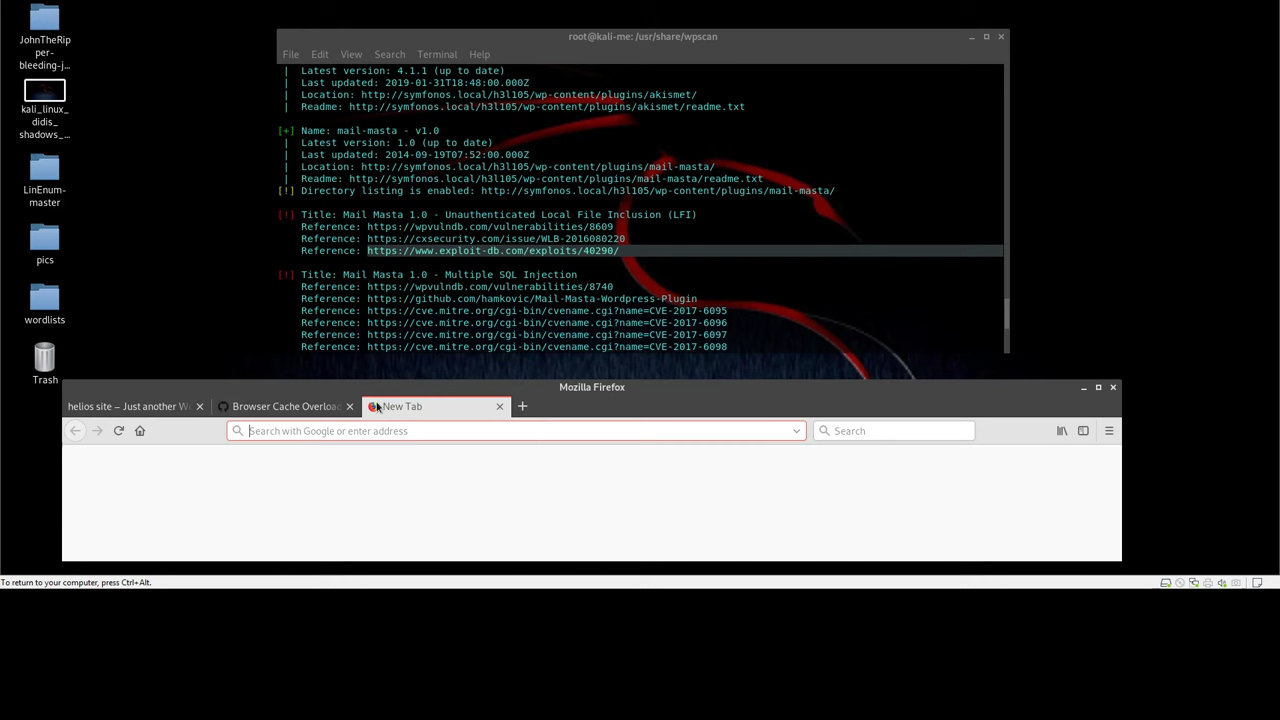 JohnTheRip
per-
bleeding-j...
kali_linux_
didis_
shadows_...
LinEnum-
master
pics
wordlists
Trash
root@kali-me: /usr/share/wpscan
File Edit View Search Terminal Help
| Latest version: 4.1.1 (up to date)
| Last updated: 2019-01-31T18:48:00.000Z
| Location: http://symfonos.local/h3l105/wp-content/plugins/akismet/
| Readme: http://symfonos.local/h3l105/wp-content/plugins/akismet/readme.txt
[+] Name: mail-masta - v1.0
| Latest version: 1.0 (up to date)
| Last updated: 2014-09-19T07:52:00.000Z
| Location: http://symfonos.local/h3l105/wp-content/plugins/mail-masta/
| Readme: http://symfonos.local/h3l105/wp-content/plugins/mail-masta/readme.txt
[!] Directory listing is enabled: http://symfonos.local/h3l105/wp-content/plugins/mail-masta/
[!] Title: Mail Masta 1.0 - Unauthenticated Local File Inclusion (LFI)
Reference: https://wpvulndb.com/vulnerabilities/8609
Reference: https://cxsecurity.com/issue/WLB-2016080220
Reference: https://www.exploit-db.com/exploits/40290/
[!] Title: Mail Masta 1.0 - Multiple SQL Injection
Reference: https://wpvulndb.com/vulnerabilities/8740
Reference: https://github.com/hamkovic/Mail-Masta-Wordpress-Plugin
Reference: https://cve.mitre.org/cgi-bin/cvename.cgi?name=CVE-2017-6095
Reference: https://cve.mitre.org/cgi-bin/cvename.cgi?name=CVE-2017-6096
Reference: https://cve.mitre.org/cgi-bin/cvename.cgi?name=CVE-2017-6097
Reference: https://cve.mitre.org/cgi-bin/cvename.cgi?name=CVE-2017-6098
Mozilla Firefox
helios site – Just another W Browser Cache Overload New Tab
Search with Google or enter address Search
To return to your computer, press Ctrl+Alt.